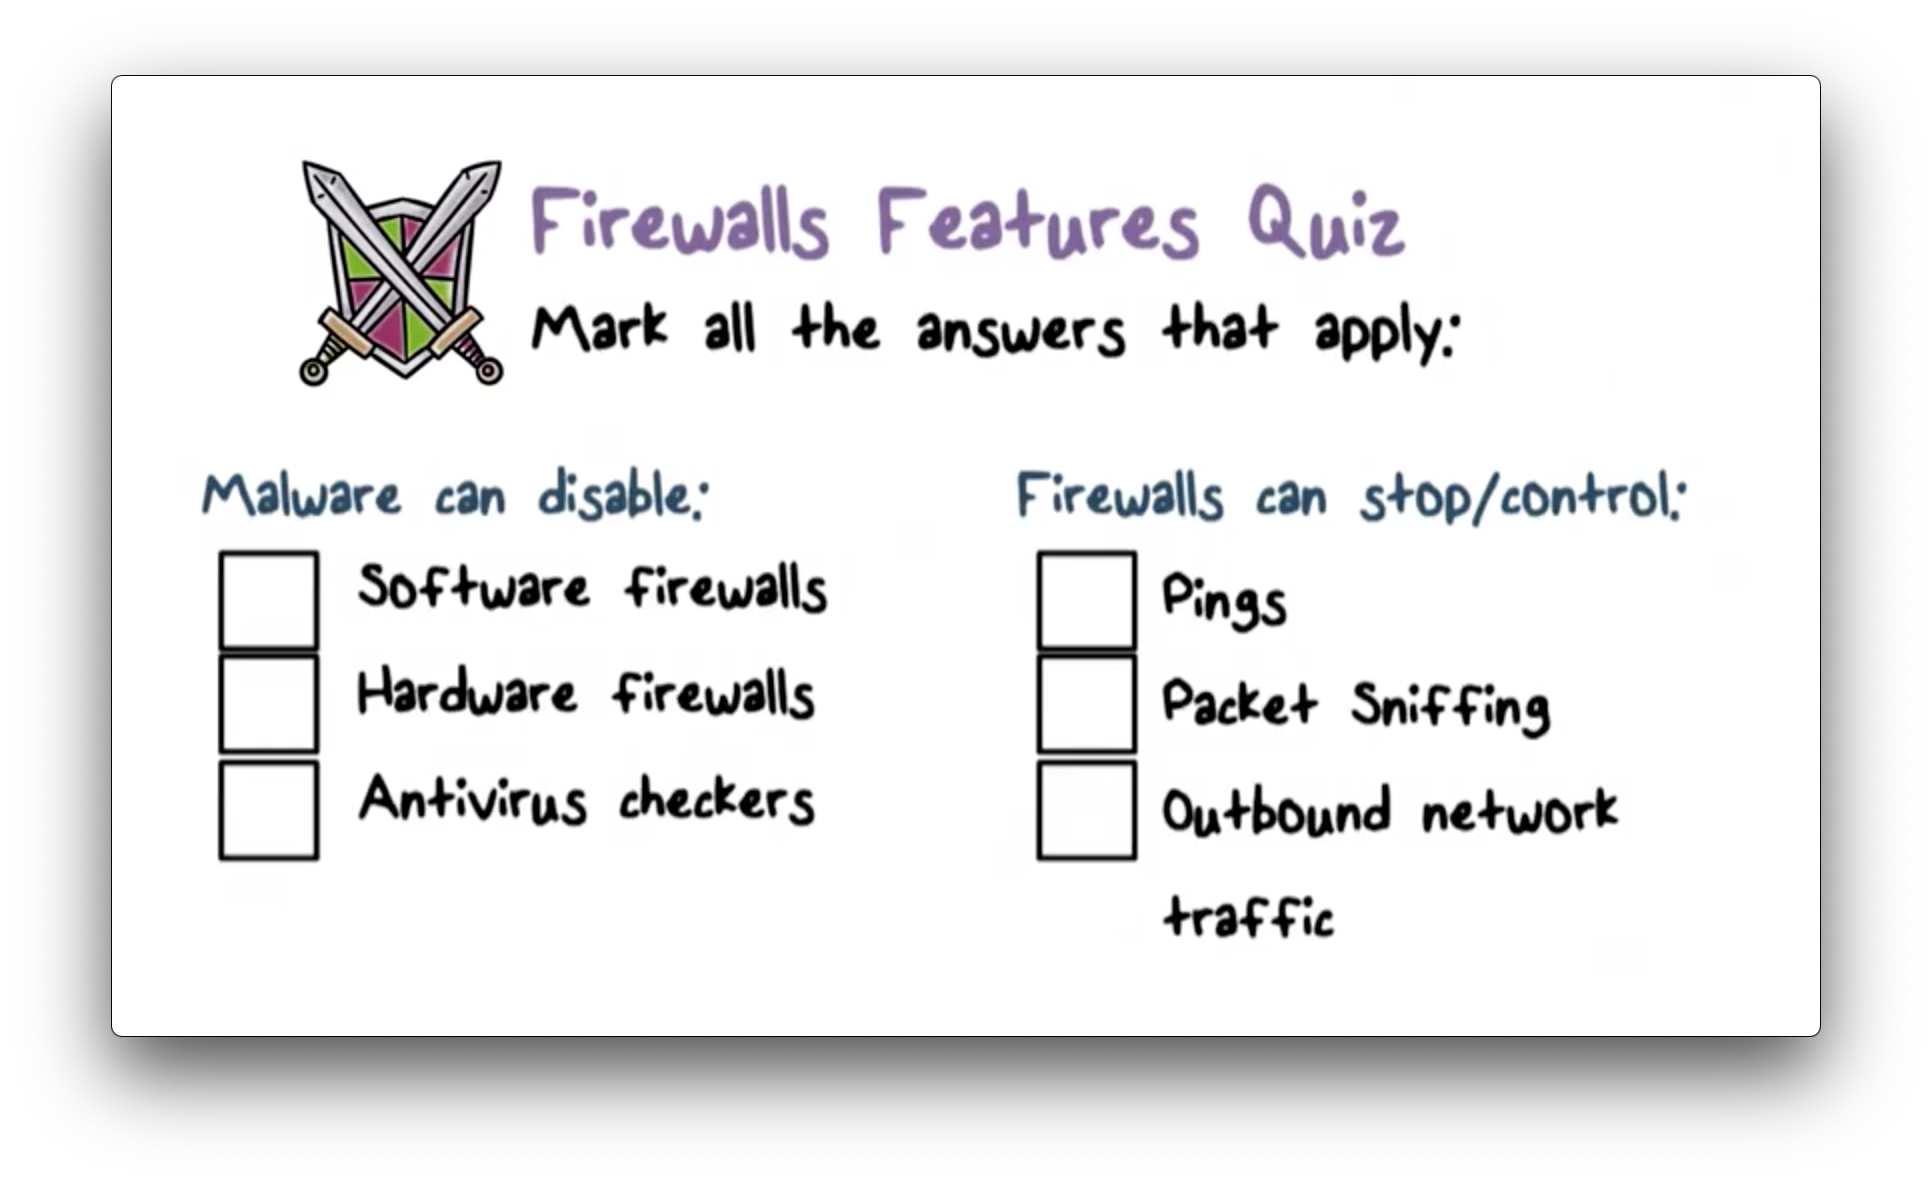 Firewalls Features Quiz
Mark all the answers that apply:
Malware can disable:
Software firewalls
Hardware firewalls
Antivirus checkers
Firewalls can stop/control:
Pings
Packet Sniffing
Outbound network
traffic